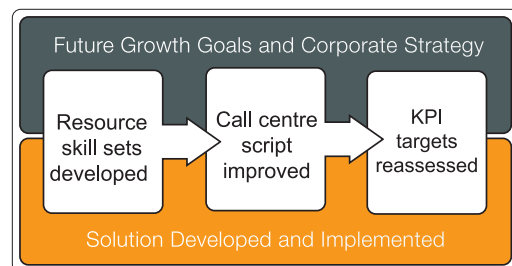 Future Growth Goals and Corporate Strategy
Resource
skill sets
developed
Call centre
script
improved
KPI
targets
reassessed
Solution Developed and Implemented